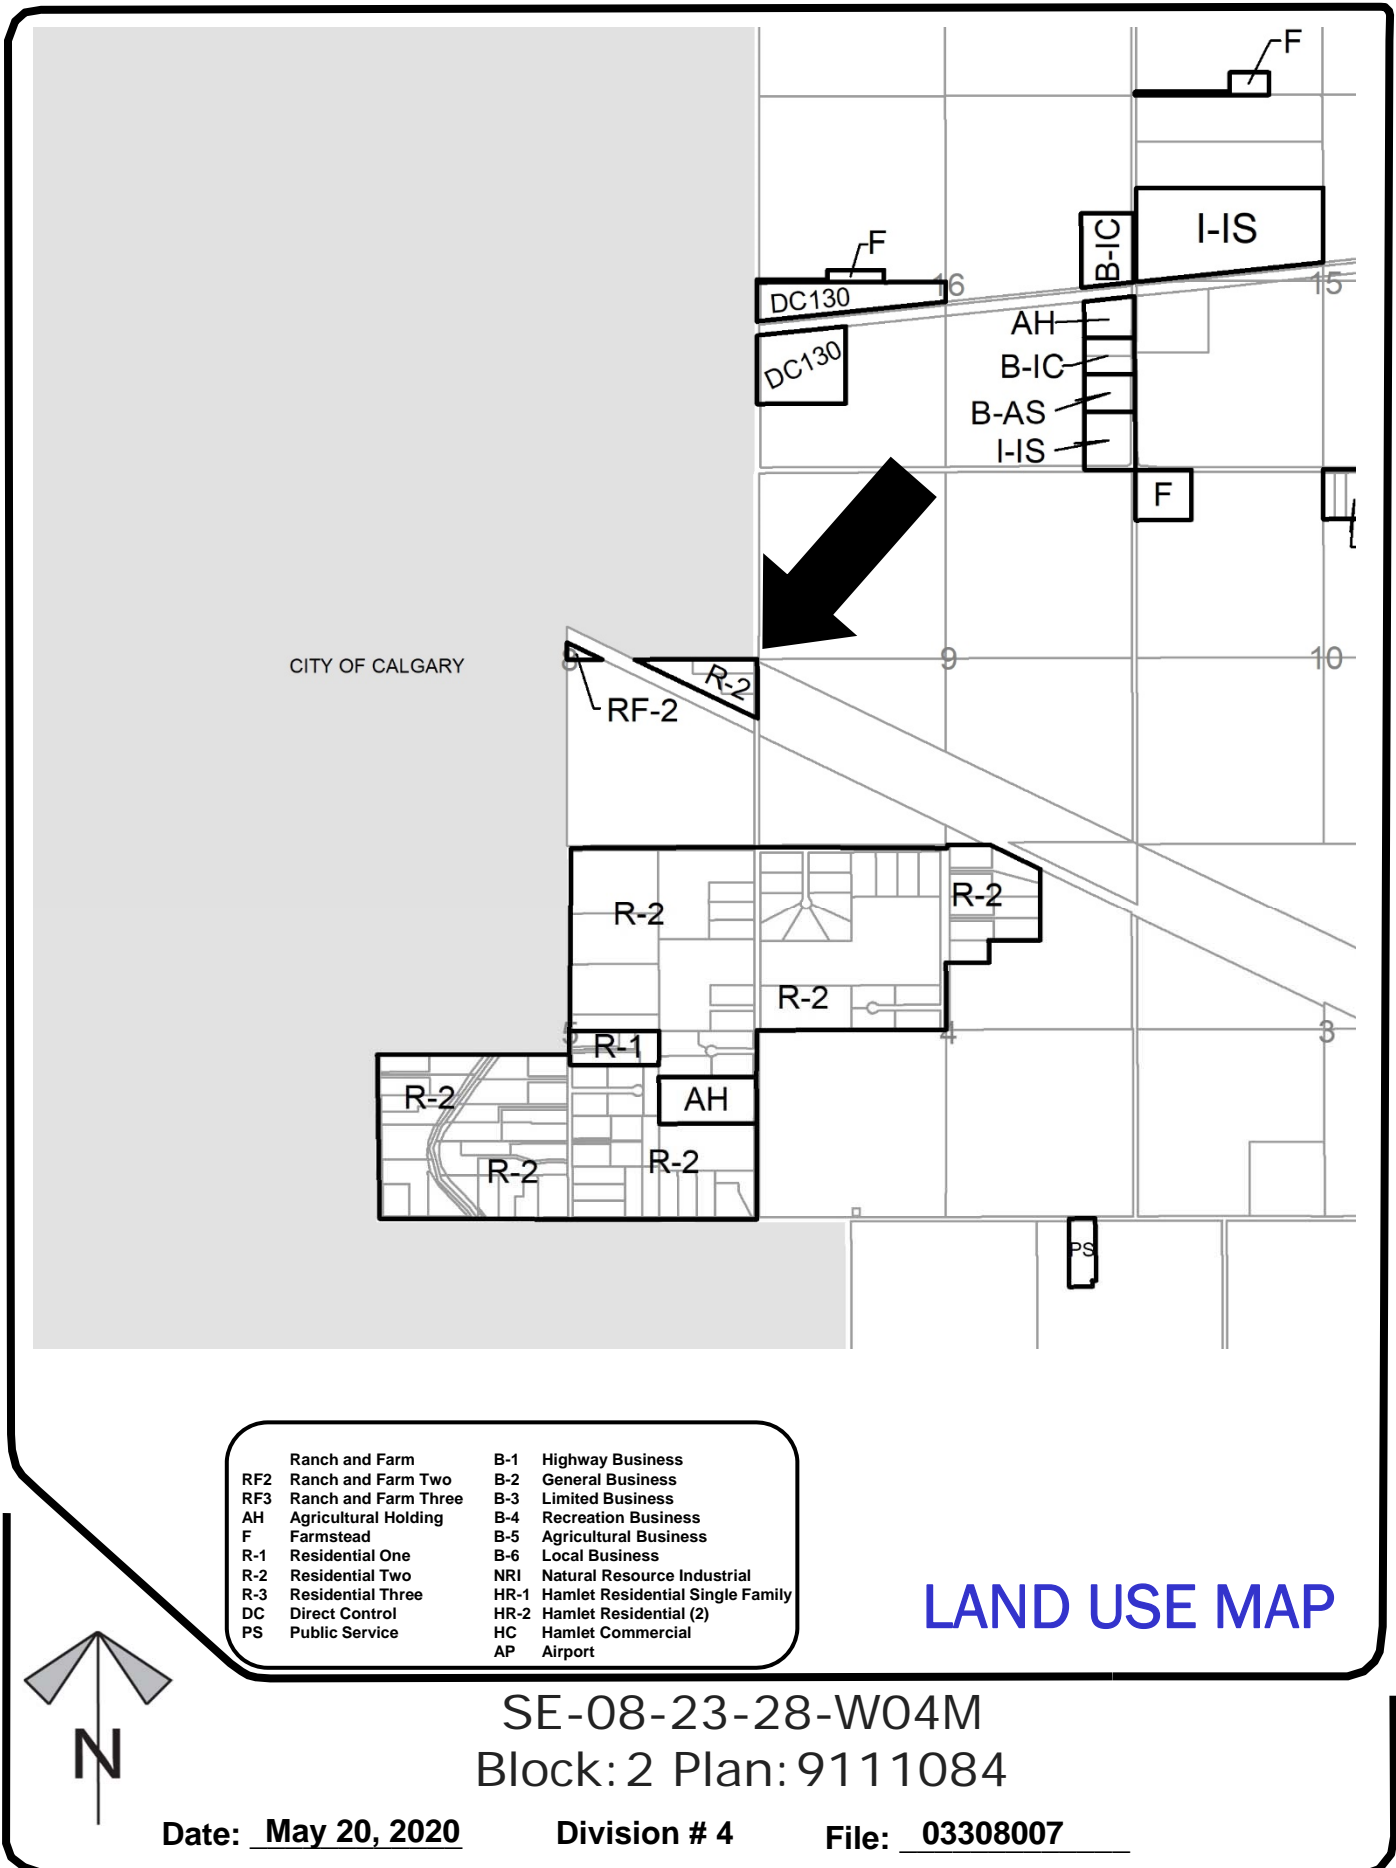 F
I-IS
B-IC
F
16
DC130
15
AH
DC130
B-IC
B-AS
I-IS
F
CITY OF CALGARY
8
9
10
R-2
RF-2
R-2
R-2
R-2
5
R-1
4
3
R-2
AH
R-2
R-2
PS
Ranch and Farm
RF2 Ranch and Farm Two
RF3 Ranch and Farm Three
AH Agricultural Holding
F Farmstead
R-1 Residential One
R-2 Residential Two
R-3 Residential Three
DC Direct Control
PS Public Service
B-1 Highway Business
B-2 General Business
B-3 Limited Business
B-4 Recreation Business
B-5 Agricultural Business
B-6 Local Business
NRI Natural Resource Industrial
HR-1 Hamlet Residential Single Family
HR-2 Hamlet Residential (2)
HC Hamlet Commercial
AP Airport
LAND USE MAP
N
SE-08-23-28-W04M
Block:2 Plan:9111084
Date: May 20, 2020 Division # 4 File: 03308007